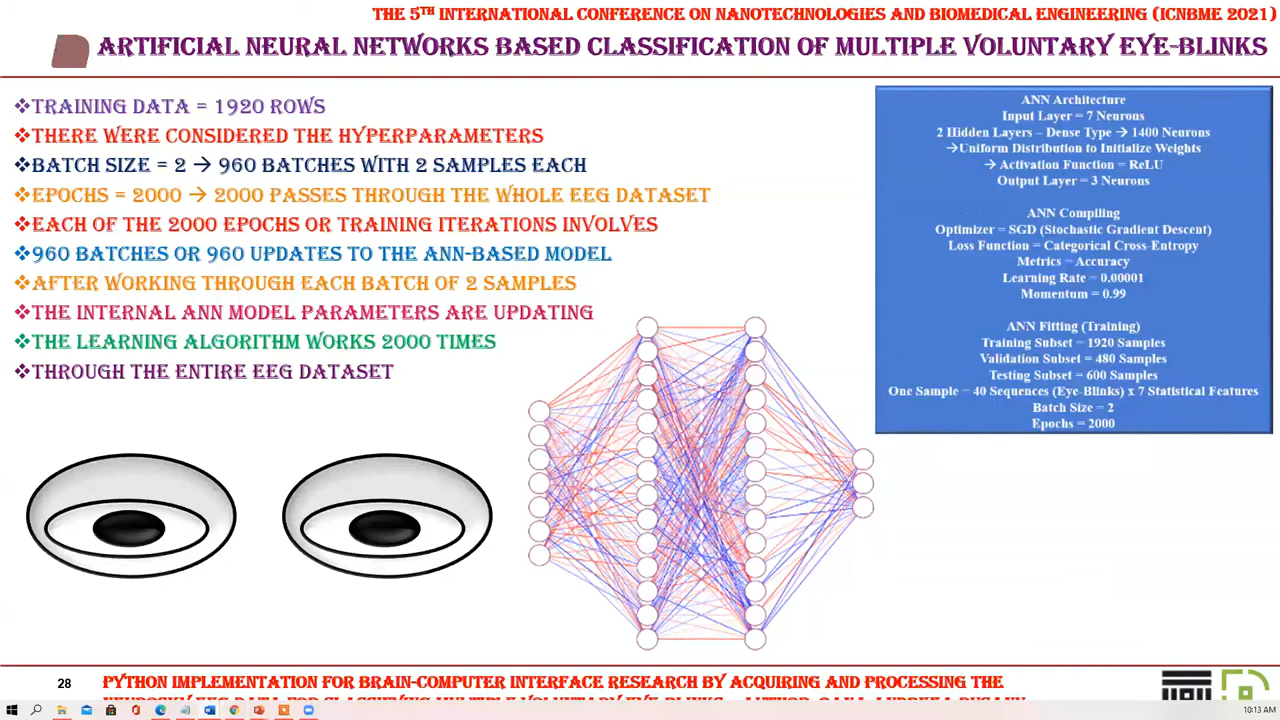 THE 5TH INTERNATIONAL CONFERENCE ON NANOTECHNOLOGIES AND BIOMEDICAL ENGINEERING (ICNBME 2021)
ARTIFICIAL NEURAL NETWORKS BASED CLASSIFICATION OF MULTIPLE VOLUNTARY EYE-BLINKS
❖TRAINING DATA = 1920 ROWS
❖THERE WERE CONSIDERED THE HYPERPARAMETERS
❖BATCH SIZE = 2 → 960 BATCHES WITH 2 SAMPLES EACH
❖EPOCHS = 2000 → 2000 PASSES THROUGH THE WHOLE EEG DATASET
❖EACH OF THE 2000 EPOCHS OR TRAINING ITERATIONS INVOLVES
❖960 BATCHES OR 960 UPDATES TO THE ANN-BASED MODEL
❖AFTER WORKING THROUGH EACH BATCH OF 2 SAMPLES
❖THE INTERNAL ANN MODEL PARAMETERS ARE UPDATING
❖THE LEARNING ALGORITHM WORKS 2000 TIMES
❖THROUGH THE ENTIRE EEG DATASET
ANN Architecture
Input Layer = 7 Neurons
2 Hidden Layers – Dense Type → 1400 Neurons
→Uniform Distribution to Initialize Weights
→ Activation Function = ReLU
Output Layer = 3 Neurons
ANN Compiling
Optimizer = SGD (Stochastic Gradient Descent)
Loss Function = Categorical Cross-Entropy
Metrics = Accuracy
Learning Rate = 0.00001
Momentum = 0.99
ANN Fitting (Training)
Training Subset = 1920 Samples
Validation Subset = 480 Samples
Testing Subset = 600 Samples
One Sample = 40 Sequences (Eye-Blinks) x 7 Statistical Features
Batch Size = 2
Epochs = 2000
28
PYTHON IMPLEMENTATION FOR BRAIN-COMPUTER INTERFACE RESEARCH BY ACQUIRING AND PROCESSING THE
10:13 AM